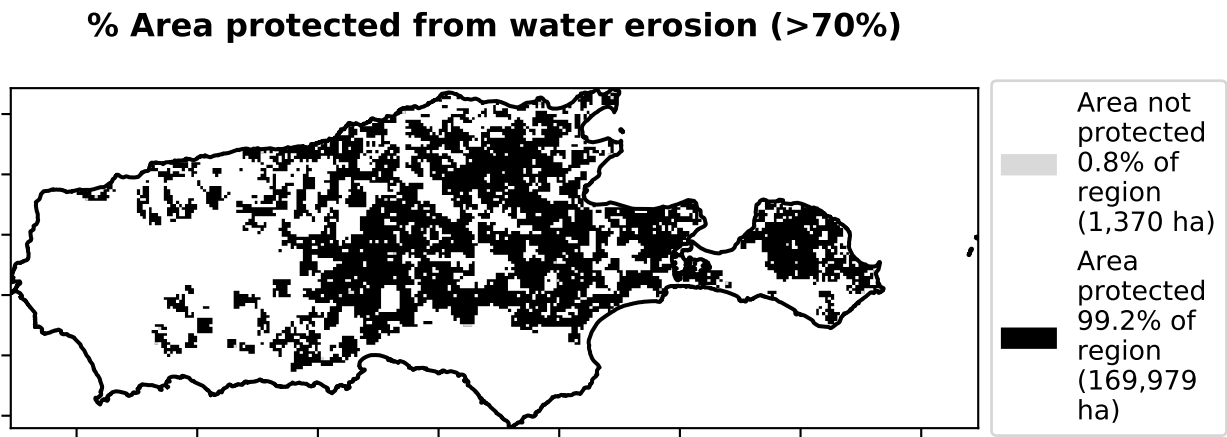 % Area protected from water erosion (>70%)
Area not
protected
0.8% of
region
(1,370 ha)
Area
protected
99.2% of
region
(169,979
ha)